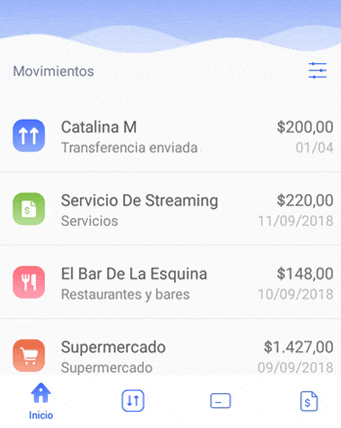 Movimientos
Catalina M $200,00
Transferencia enviada 01/04
Servicio De Streaming $220,00
Servicios 11/09/2018
El Bar De La Esquina $148,00
Restaurantes y bares 10/09/2018
Supermercado $1.427,00
Supermercado 09/09/2018
Inicio